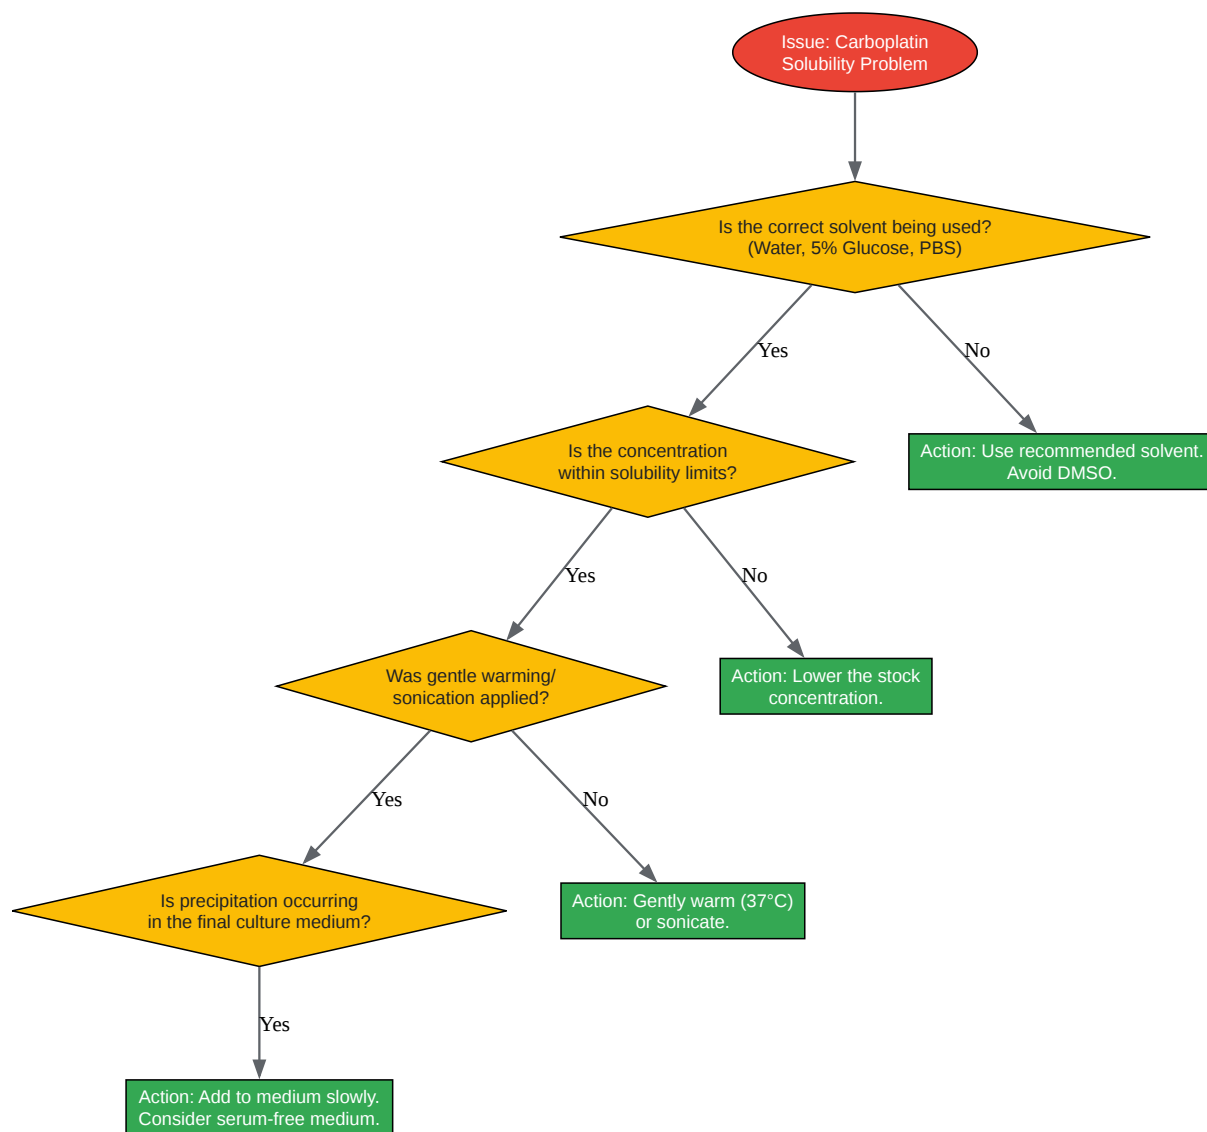 Issue: Carboplatin
Solubility Problem
Is the correct solvent being used?
(Water, 5% Glucose, PBS)
Yes
No
Is the concentration
within solubility limits?
Action: Use recommended solvent.
Avoid DMSO.
Yes
No
Was gentle warming/
sonication applied?
Action: Lower the stock
concentration.
Yes
No
Is precipitation occurring
in the final culture medium?
Action: Gently warm (37°C)
or sonicate.
Yes
Action: Add to medium slowly.
Consider serum-free medium.